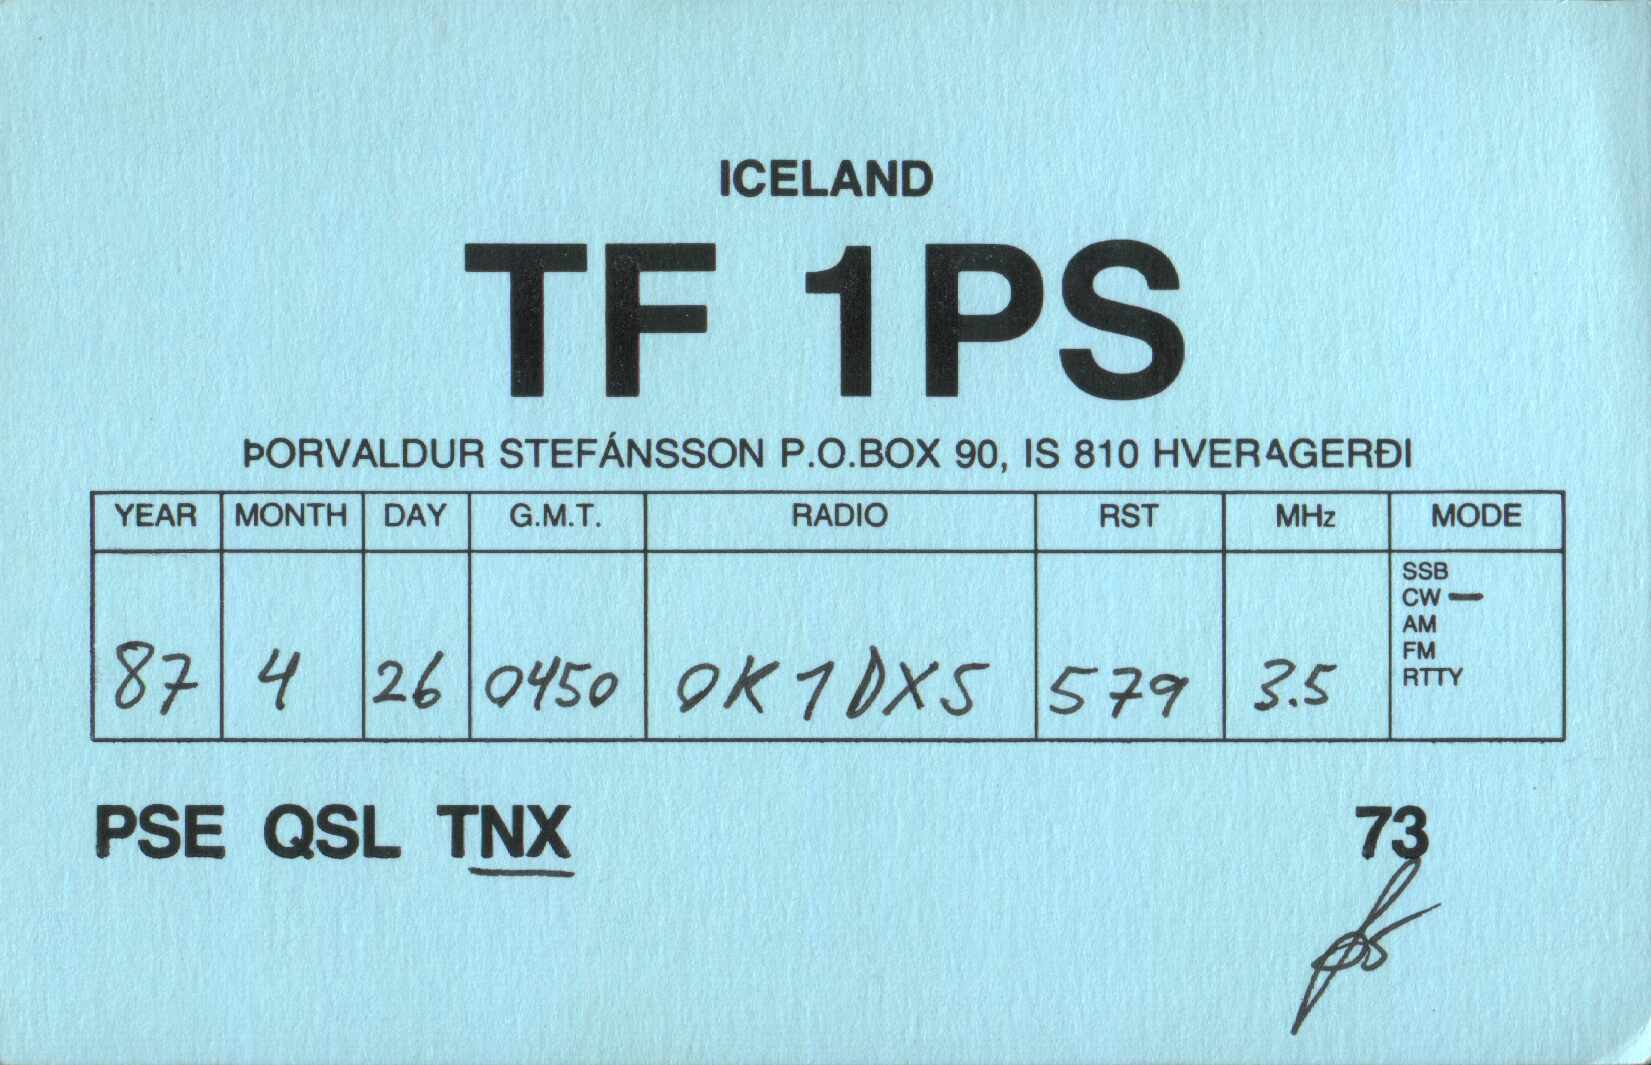 ICELAND
TF 1PS
ÞORVALDUR STEFÁNSSON P.O.BOX 90, IS 810 HVERAGERÐI
YEAR MONTH DAY G.M.T. RADIO RST MHz MODE
SSB
CW —
AM
FM
RTTY
87 4 26 0450 OK1DXS 579 3.5
PSE QSL TNX 73